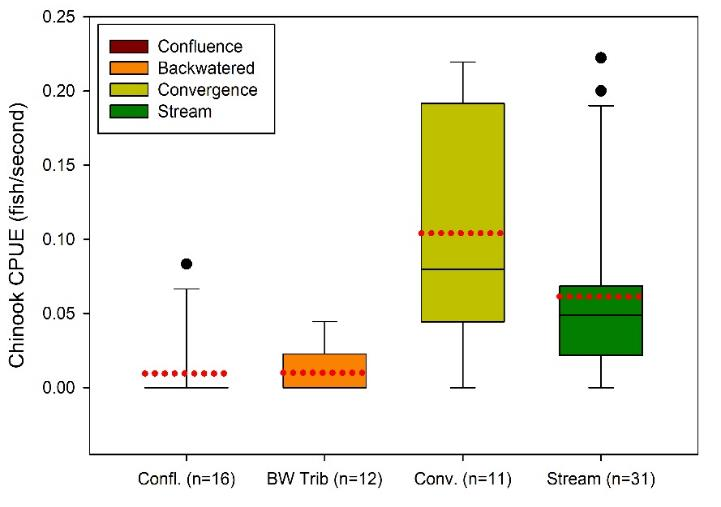 Chinook CPUE (fish/second)
0.25
0.20
0.15
0.10
0.05
0.00
Confluence
Backwatered
Convergence
Stream
Confl. (n=16) BW Trib (n=12) Conv. (n=11) Stream (n=31)